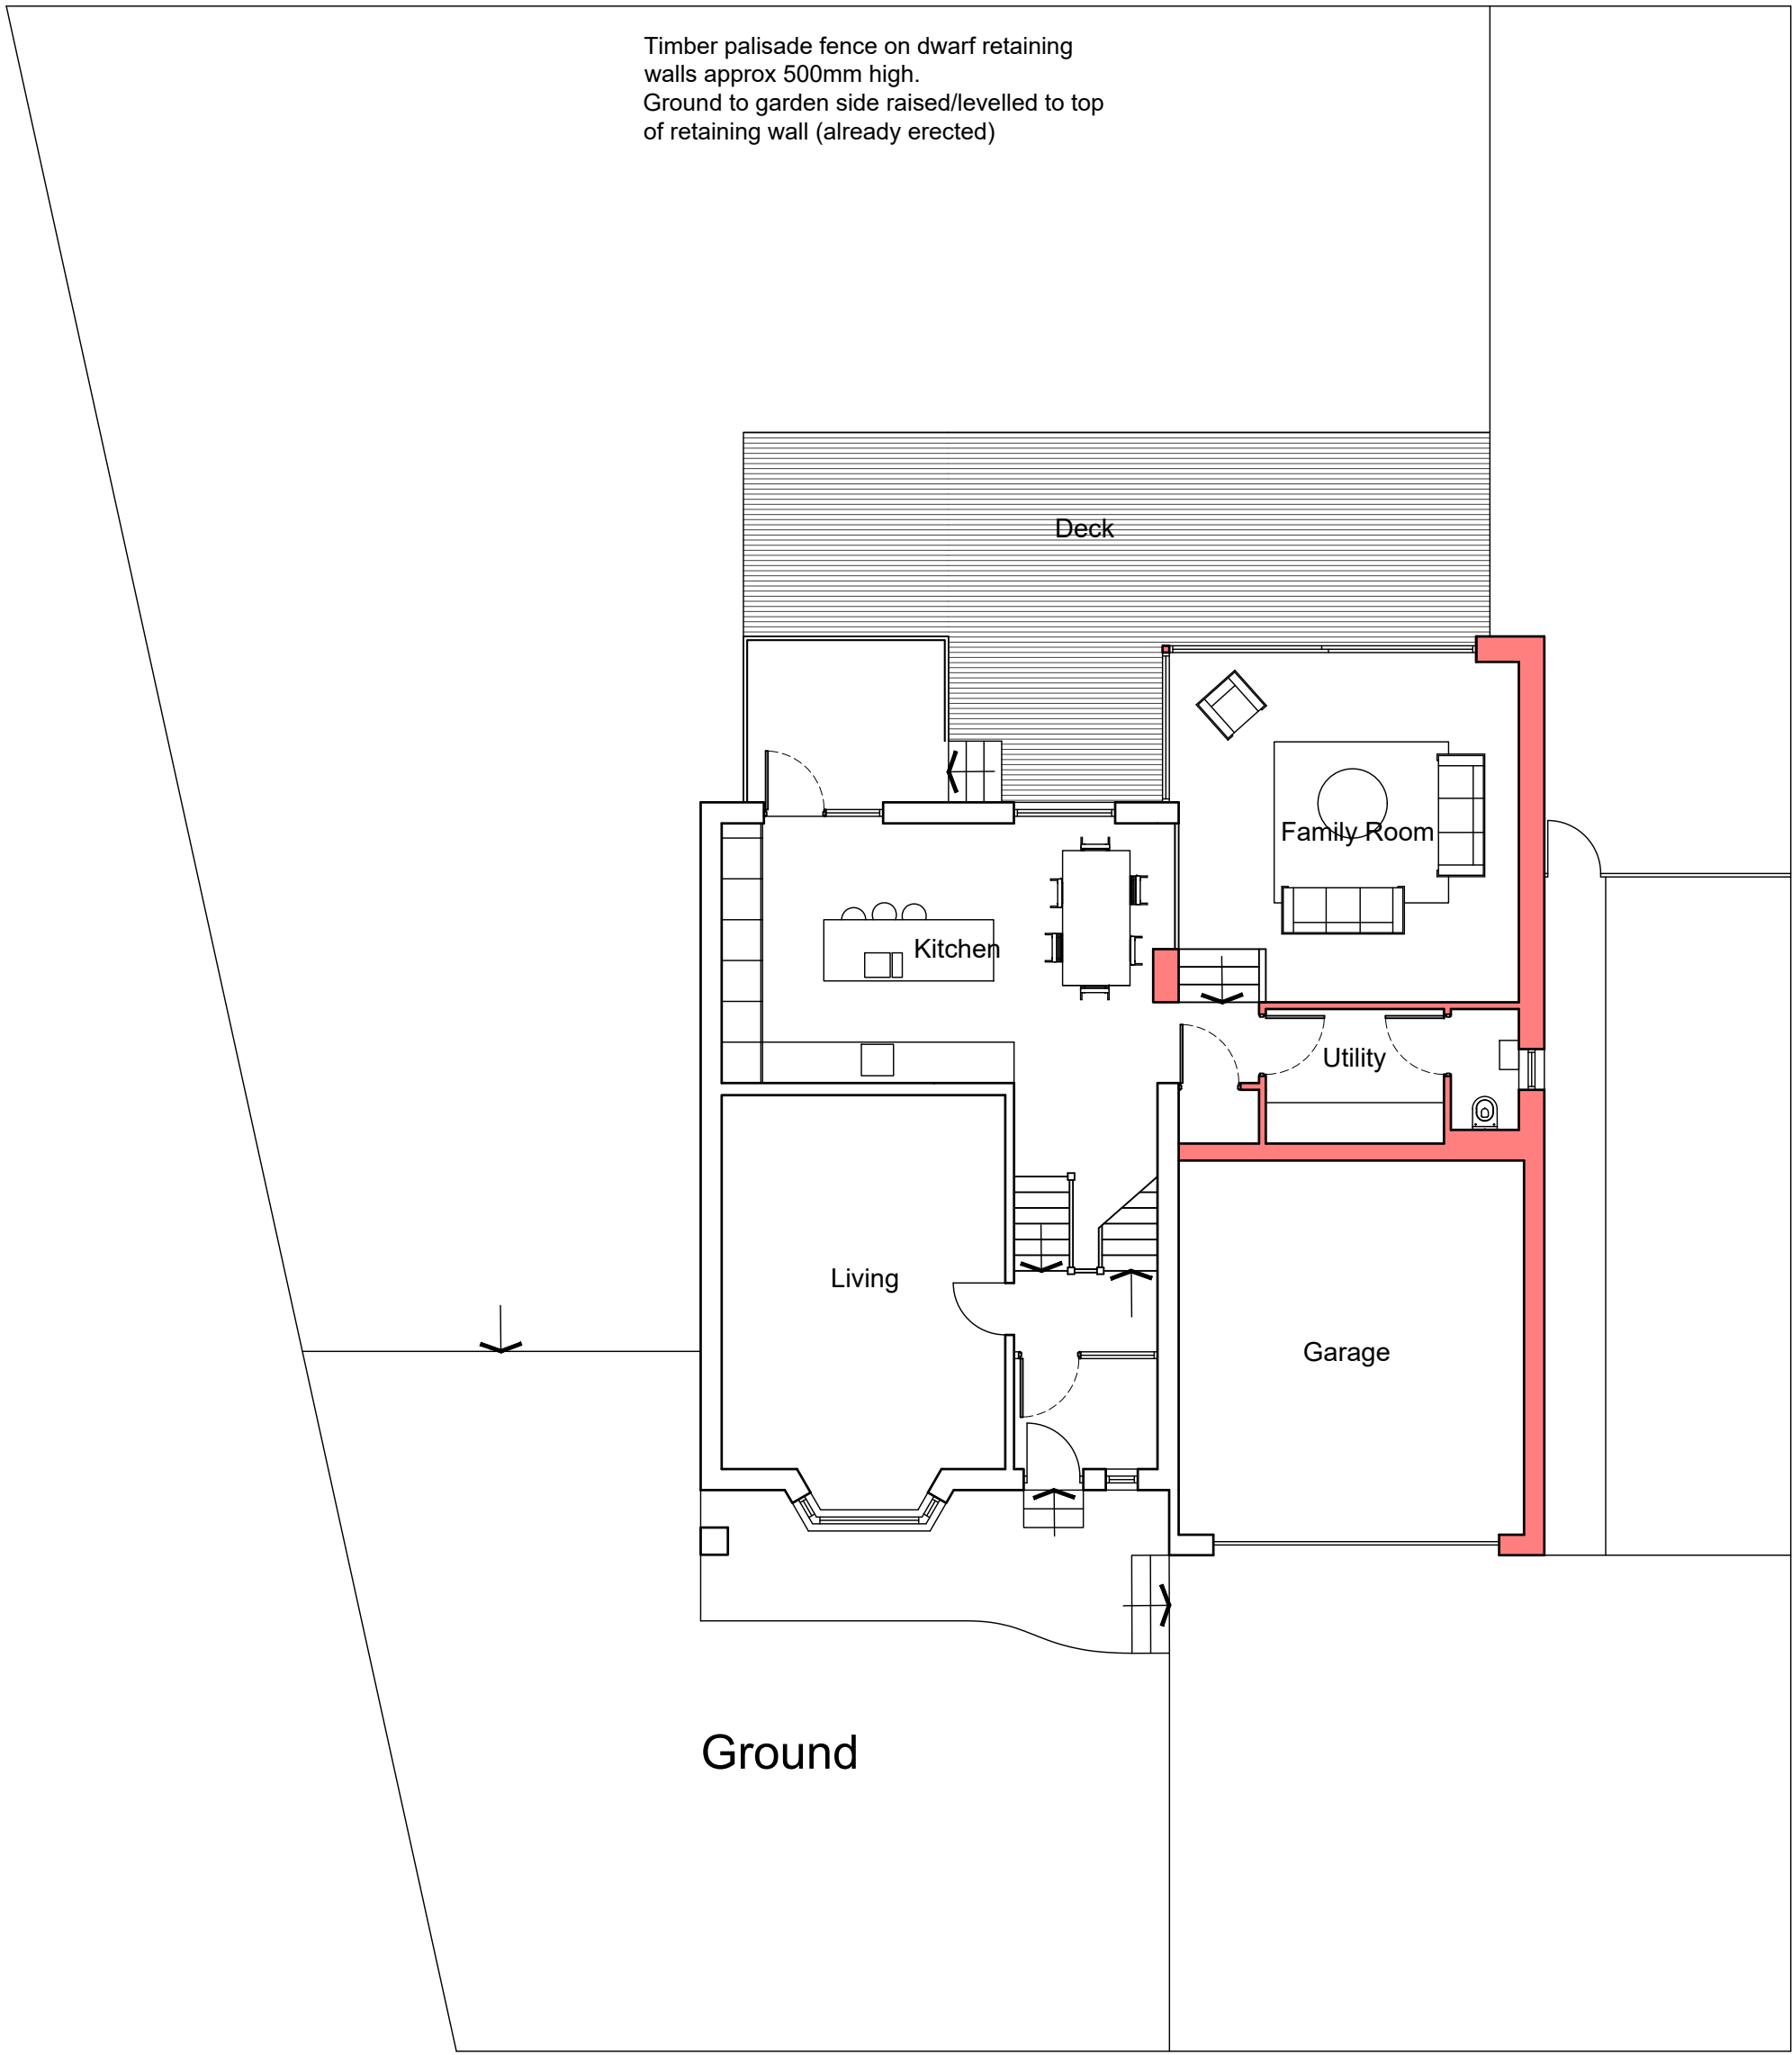 Timber palisade fence on dwarf retaining
walls approx 500mm high.
Ground to garden side raised/levelled to top
of retaining wall (already erected)
Deck
Family Room
Kitchen
Utility
Living
Garage
Ground